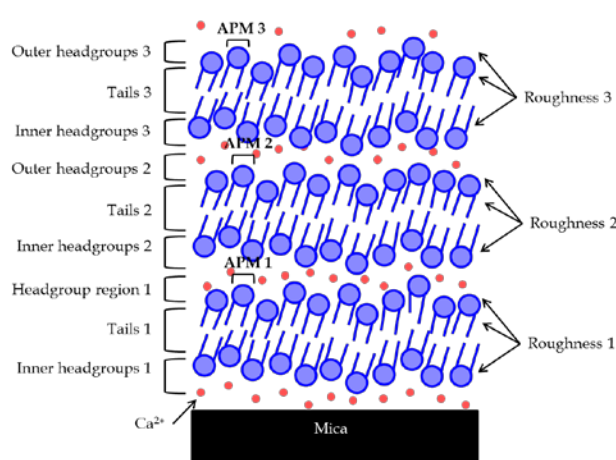 APM 3
Outer headgroups 3
Tails 3
Roughness 3
Inner headgroups 3
APM 2
Outer headgroups 2
Tails 2
Roughness 2
Inner headgroups 2
APM 1
Headgroup region 1
Tails 1
Roughness 1
Inner headgroups 1
Ca²⁺
Mica